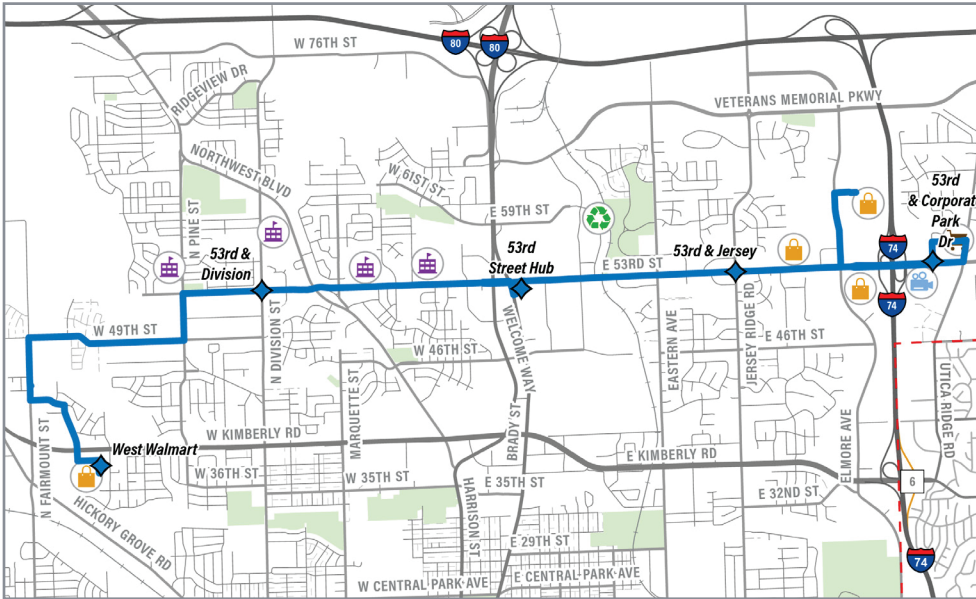 80
80
W 76TH ST
RIDGEVIEW DR
VETERANS MEMORIAL PKWY
NORTHWEST BLVD
W 61ST ST
N PINE ST
E 59TH ST
53rd
& Corporat
Park
Dr
53rd &
Division
53rd
Street Hub
53rd & Jersey
E 53RD ST
74
74
W 49TH ST
N DIVISION ST
WELCOME WAY
EASTERN AVE
JERSEY RIDGE RD
E 46TH ST
W 46TH ST
MARQUETTE ST
UTICA RIDGE RD
N FAIRMOUNT ST
West Walmart
W KIMBERLY RD
BRADY ST
E KIMBERLY RD
ELMORE AVE
W 36TH ST
W 35TH ST
E 35TH ST
HARRISON ST
E 32ND ST
6
HICKORY GROVE RD
E 29TH ST
74
W CENTRAL PARK AVE
E CENTRAL PARK AVE